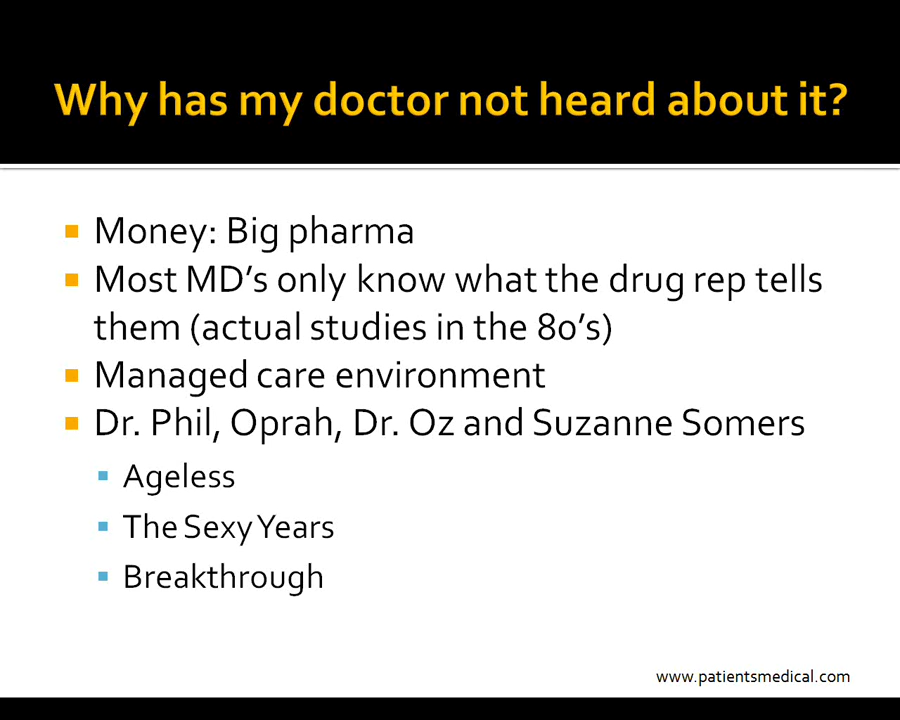 Why has my doctor not heard about it?
Money: Big pharma
Most MD’s only know what the drug rep tells
them (actual studies in the 80’s)
Managed care environment
Dr. Phil, Oprah, Dr. Oz and Suzanne Somers
Ageless
The Sexy Years
Breakthrough
www.patientsmedical.com